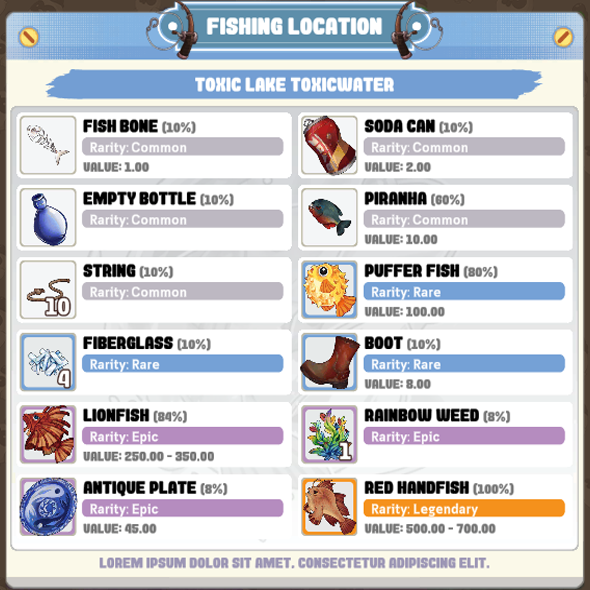 FISHING LOCATION
TOXIC LAKE TOXICWATER
FISH BONE (10%)
Rarity: Common
VALUE: 1.00
SODA CAN (10%)
Rarity: Common
VALUE: 2.00
EMPTY BOTTLE (10%)
Rarity: Common
PIRANHA (60%)
Rarity: Common
VALUE: 10.00
STRING (10%)
Rarity: Common
10
PUFFER FISH (80%)
Rarity: Rare
VALUE: 100.00
FIBERGLASS (10%)
Rarity: Rare
4
BOOT (10%)
Rarity: Rare
VALUE: 8.00
LIONFISH (84%)
Rarity: Epic
VALUE: 250.00 - 350.00
RAINBOW WEED (8%)
Rarity: Epic
1
ANTIQUE PLATE (8%)
Rarity: Epic
VALUE: 45.00
RED HANDFISH (100%)
Rarity: Legendary
VALUE: 500.00 - 700.00
LOREM IPSUM DOLOR SIT AMET, CONSECTETUR ADIPISCING ELIT.